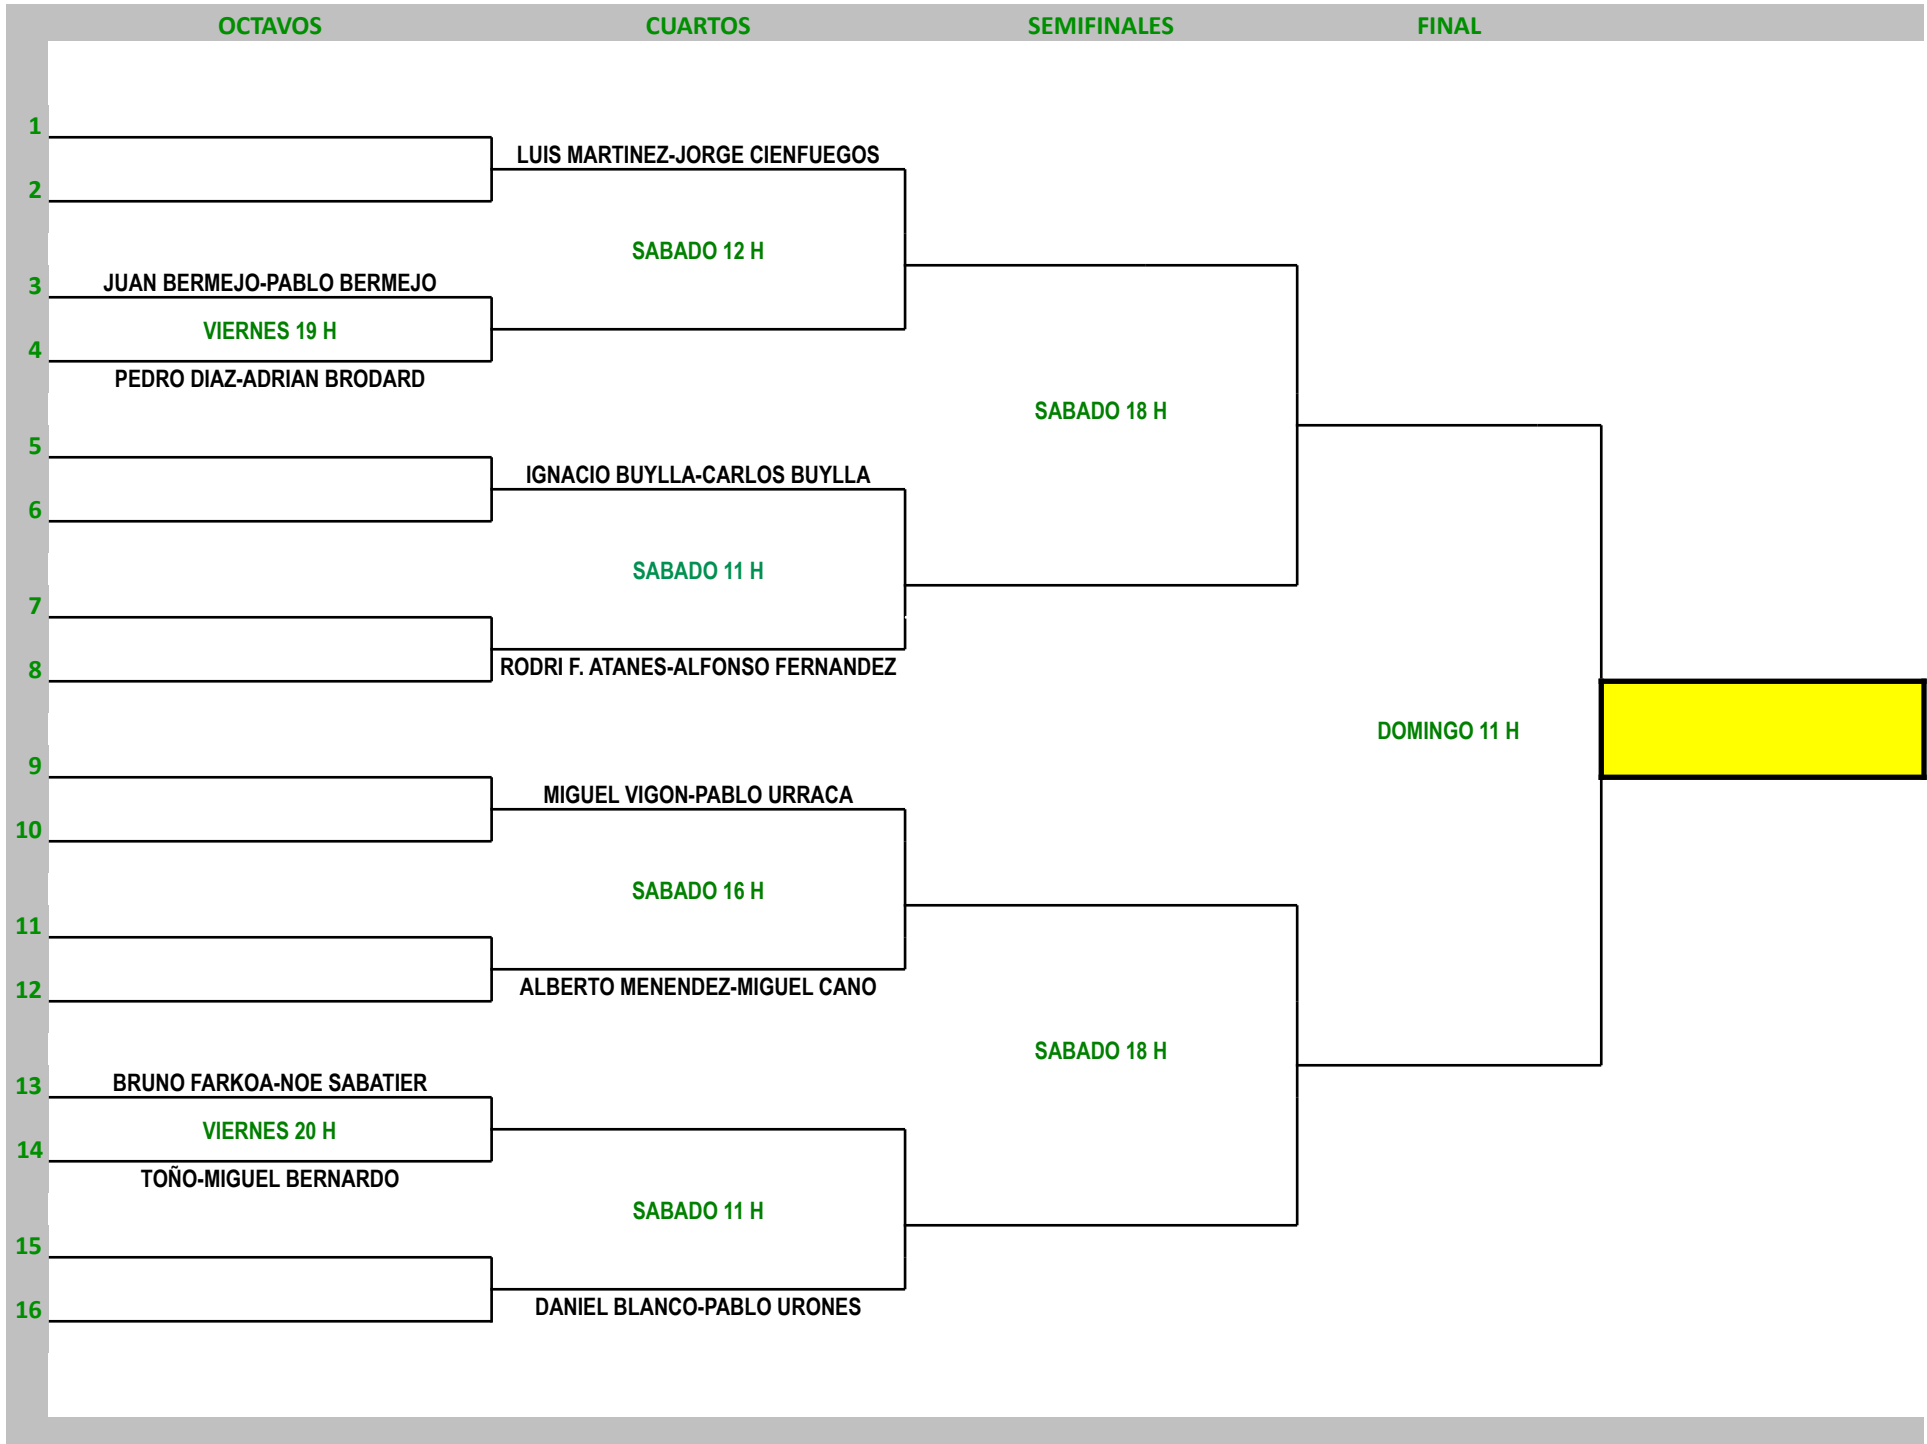 OCTAVOS CUARTOS SEMIFINALES FINAL
1
LUIS MARTINEZ-JORGE CIENFUEGOS
2
SABADO 12 H
3 JUAN BERMEJO-PABLO BERMEJO
VIERNES 19 H
4
PEDRO DIAZ-ADRIAN BRODARD
SABADO 18 H
5
IGNACIO BUYLLA-CARLOS BUYLLA
6
SABADO 11 H
7
8 RODRI F. ATANES-ALFONSO FERNANDEZ
DOMINGO 11 H
9
MIGUEL VIGON-PABLO URRACA
10
SABADO 16 H
11
12 ALBERTO MENENDEZ-MIGUEL CANO
SABADO 18 H
13 BRUNO FARKOA-NOE SABATIER
VIERNES 20 H
14
TOÑO-MIGUEL BERNARDO
SABADO 11 H
15
16 DANIEL BLANCO-PABLO URONES